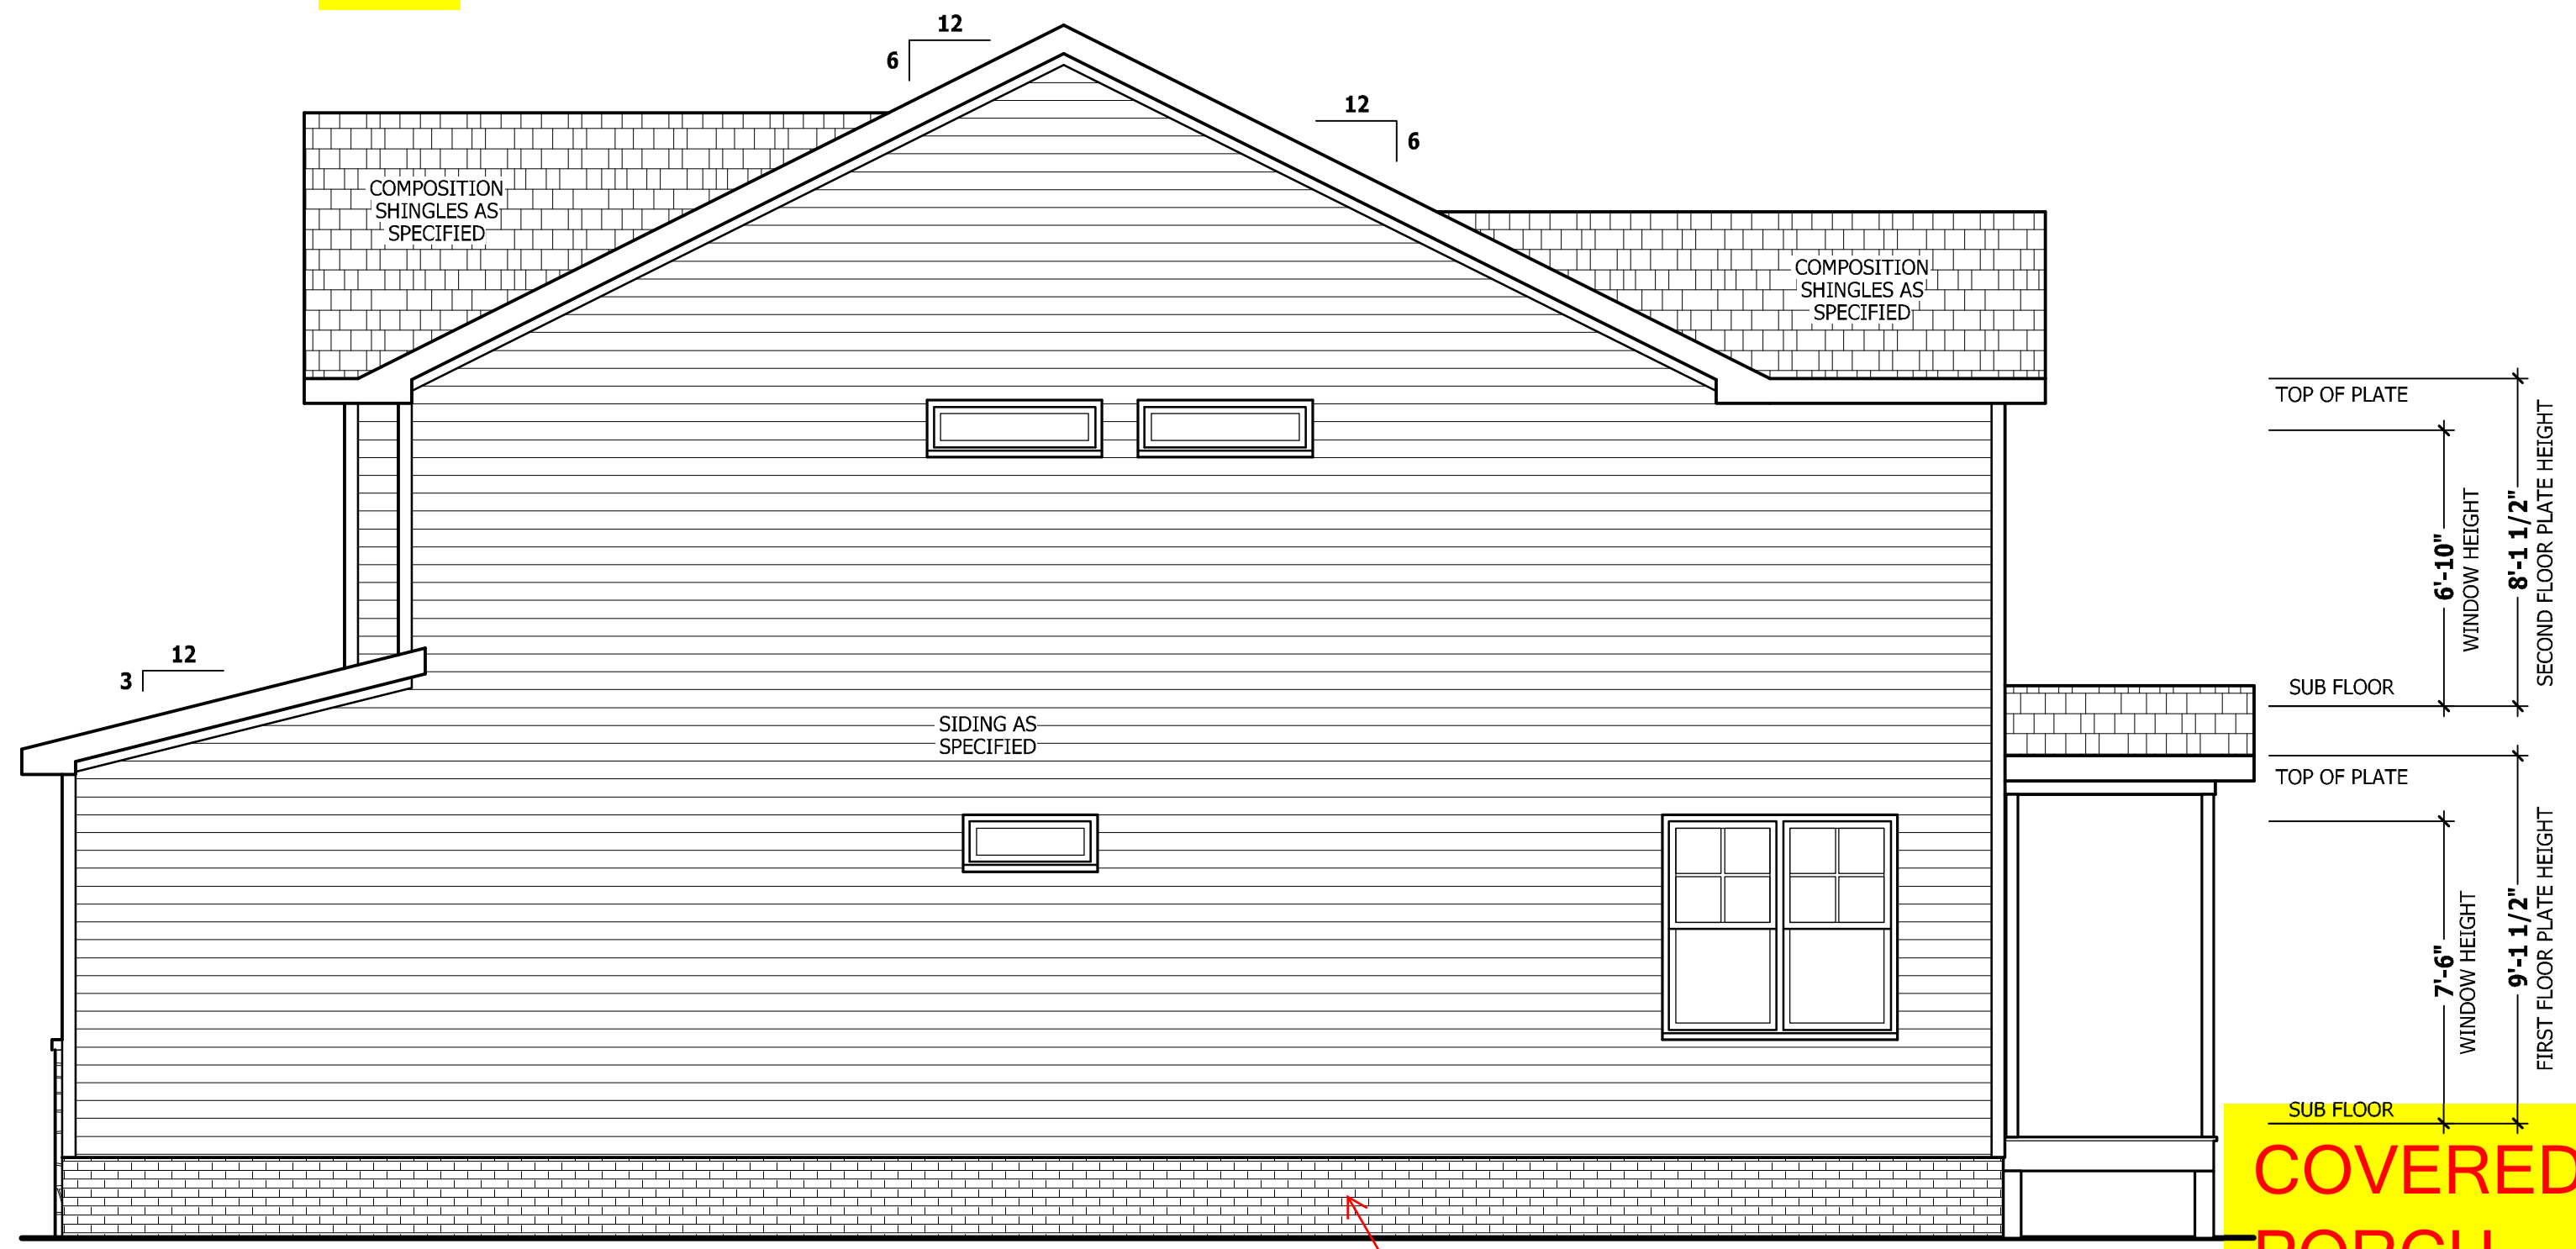 12
6
12
6
COMPOSITION
SHINGLES AS
SPECIFIED
COMPOSITION
SHINGLES AS
SPECIFIED
TOP OF PLATE
6'-10"
WINDOW HEIGHT
8'-1 1/2"
SECOND FLOOR PLATE HEIGHT
SUB FLOOR
12
3
SIDING AS
SPECIFIED
TOP OF PLATE
7'-6"
WINDOW HEIGHT
9'-1 1/2"
FIRST FLOOR PLATE HEIGHT
SUB FLOOR
COVERED
PORCH